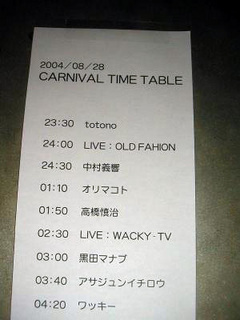 2004/08/28
CARNIVAL TIME TABLE
23:30 totono
24:00 LIVE：OLD FAHION
24:30 中村義響
01:10 オリマコト
01:50 高橋慎治
02:30 LIVE：WACKY-TV
03:00 黒田マナブ
03:40 アサジュンイチロウ
04:20 ワッキー